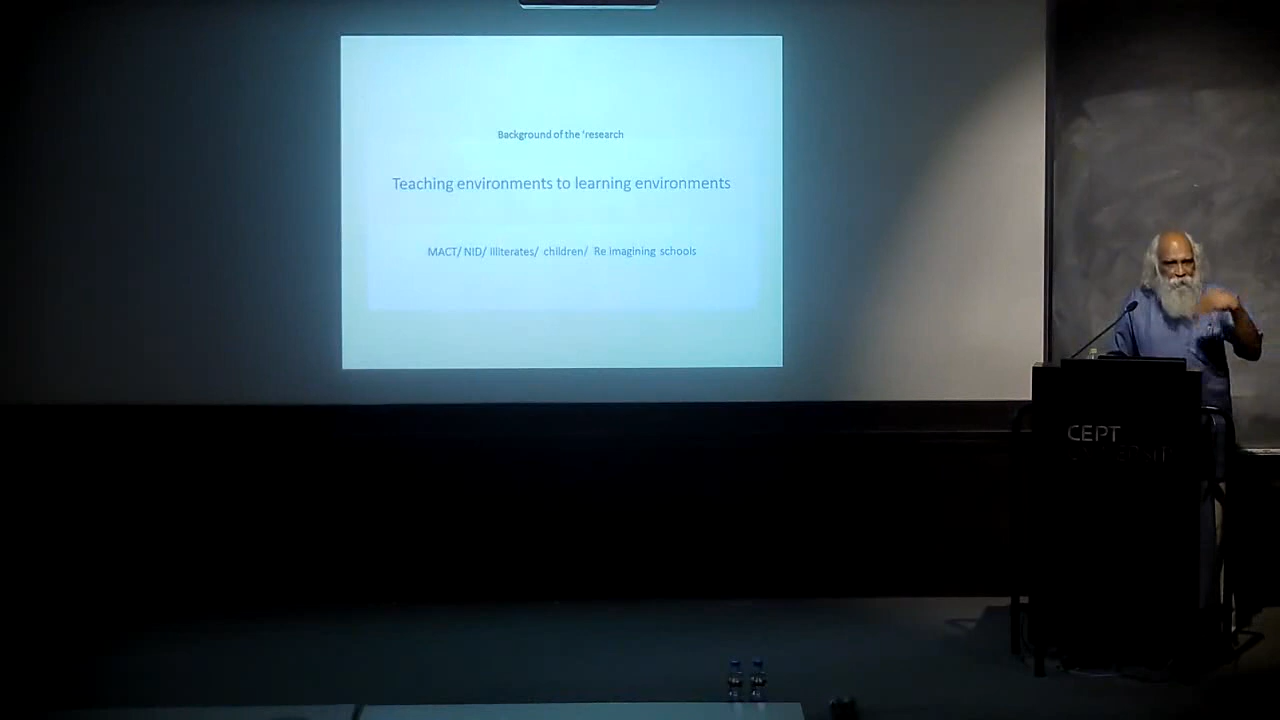 Background of the 'research
Teaching environments to learning environments
MACT/ NID/ Illiterates/ children/ Re imagining schools
CEPT